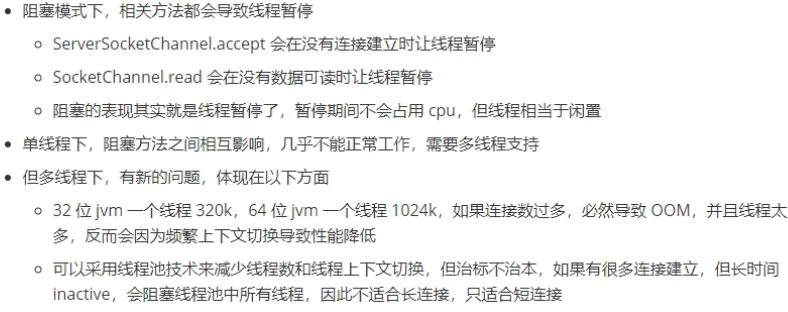 阻塞模式下，相关方法都会导致线程暂停
ServerSocketChannel.accept 会在没有连接建立时让线程暂停
SocketChannel.read 会在没有数据可读时让线程暂停
阻塞的表现其实就是线程暂停了，暂停期间不会占用 cpu，但线程相当于闲置
单线程下，阻塞方法之间相互影响，几乎不能正常工作，需要多线程支持
但多线程下，有新的问题，体现在以下方面
32 位 jvm 一个线程 320k，64 位 jvm 一个线程 1024k，如果连接数过多，必然导致 OOM，并且线程太
多，反而会因为频繁上下文切换导致性能降低
可以采用线程池技术来减少线程数和线程上下文切换，但治标不治本，如果有很多连接建立，但长时间
inactive，会阻塞线程池中所有线程，因此不适合长连接，只适合短连接